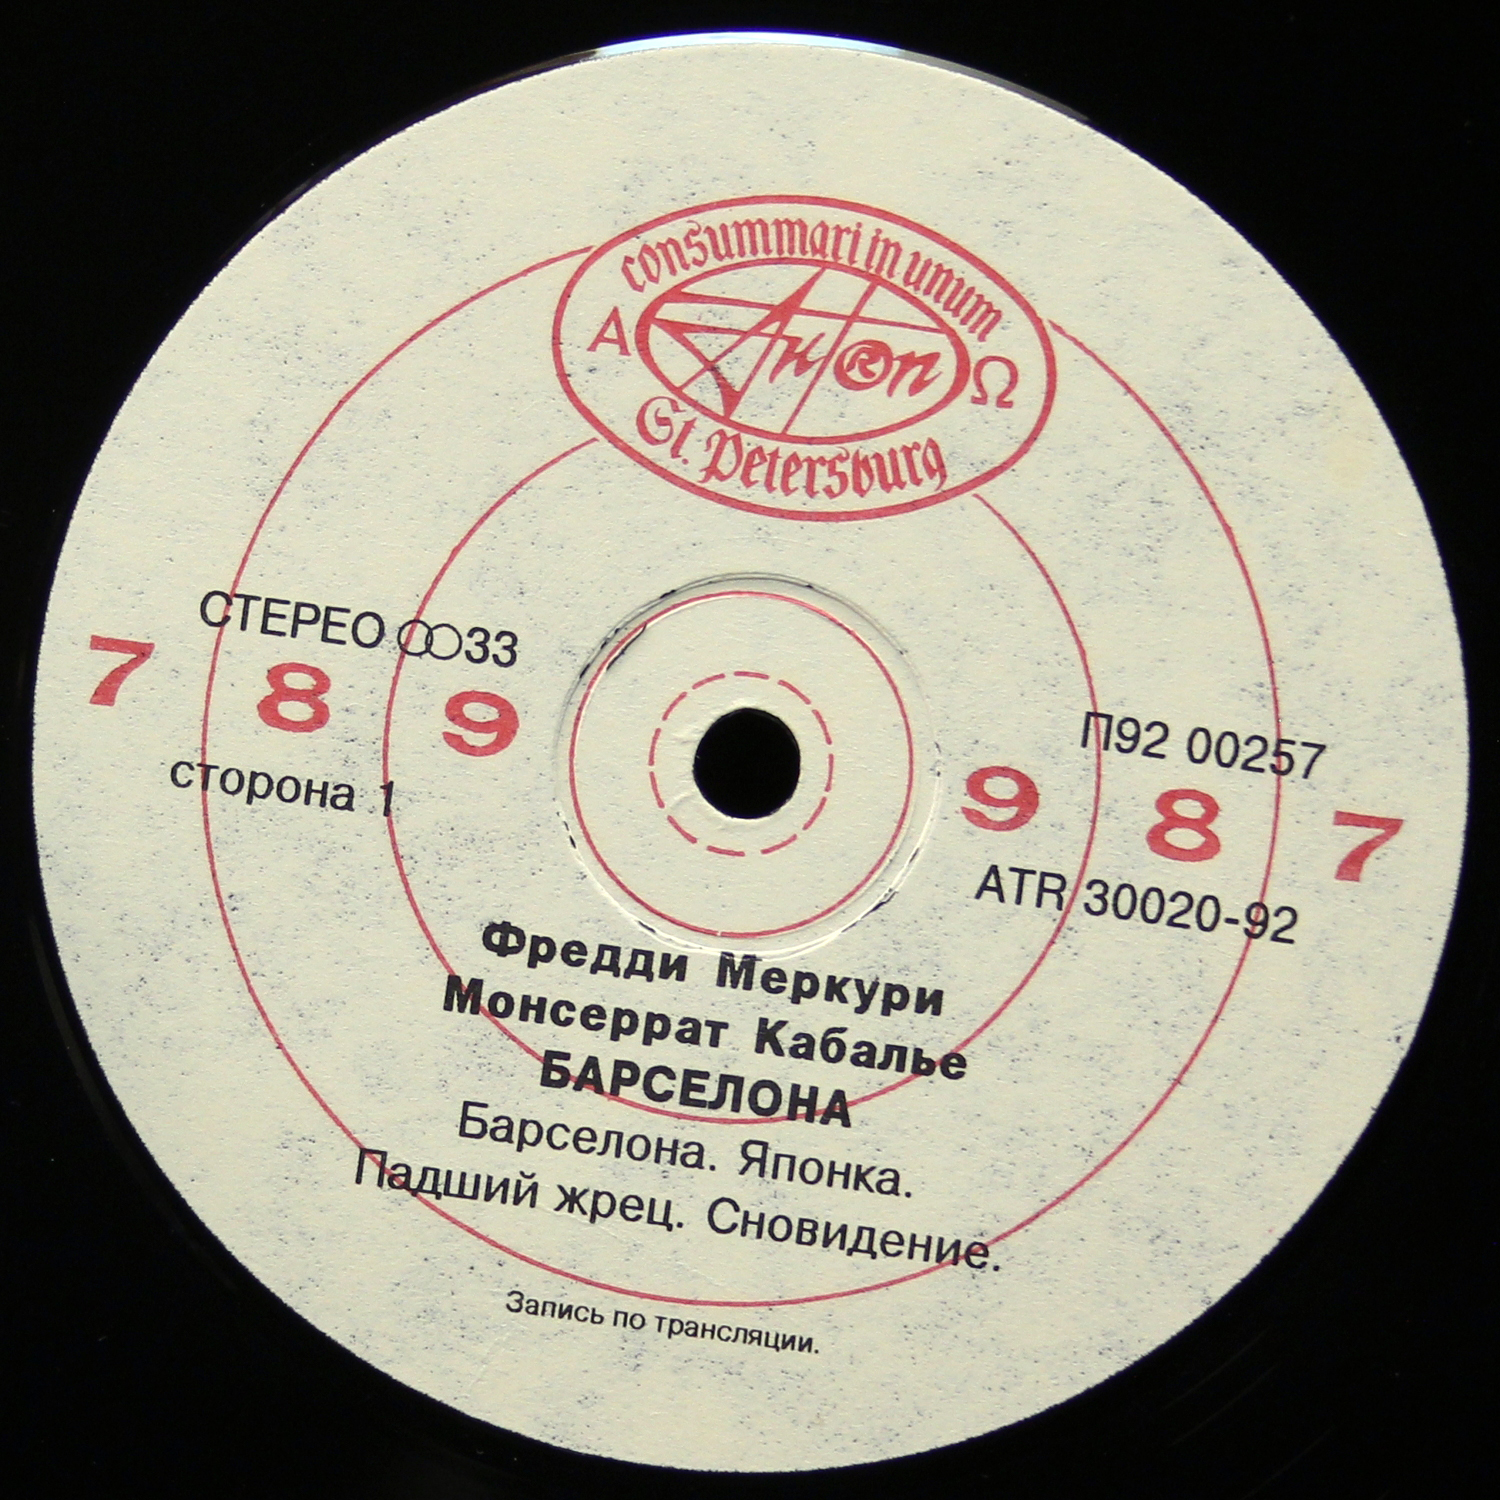 consummari in unum
A Anton® Ω
St. Petersburg
СТЕРЕО 33
7 8 9
сторона 1
П92 00257
9 8 7
ATR 30020-92
Фредди Меркури
Монсеррат Кабалье
БАРСЕЛОНА
Барселона. Японка.
Падший жрец. Сновидение.
Запись по трансляции.